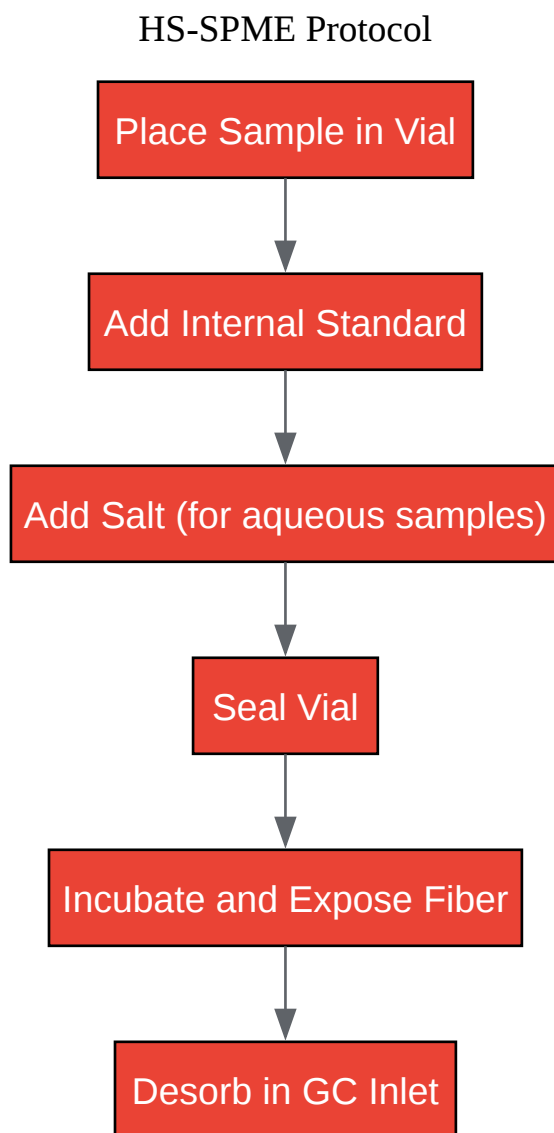 HS-SPME Protocol
Place Sample in Vial
Add Internal Standard
Add Salt (for aqueous samples)
Seal Vial
Incubate and Expose Fiber
Desorb in GC Inlet